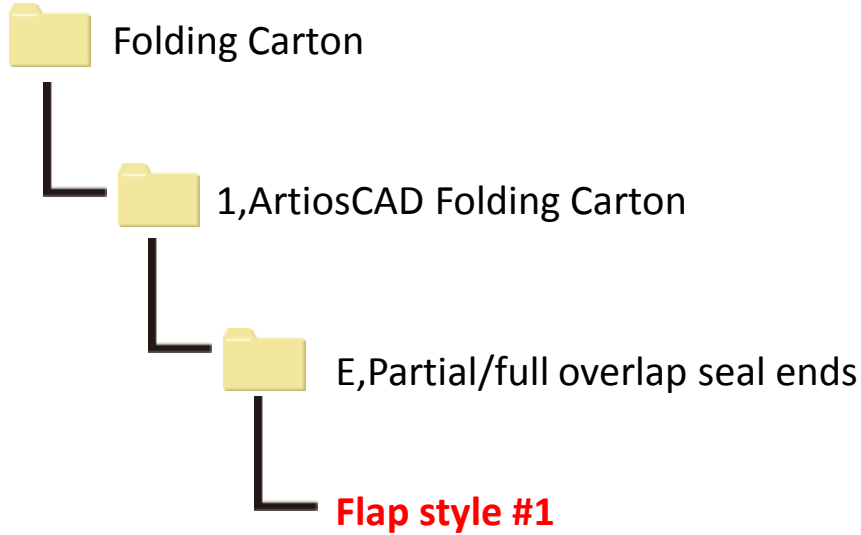 Folding Carton
1,ArtiosCAD Folding Carton
E,Partial/full overlap seal ends
Flap style #1